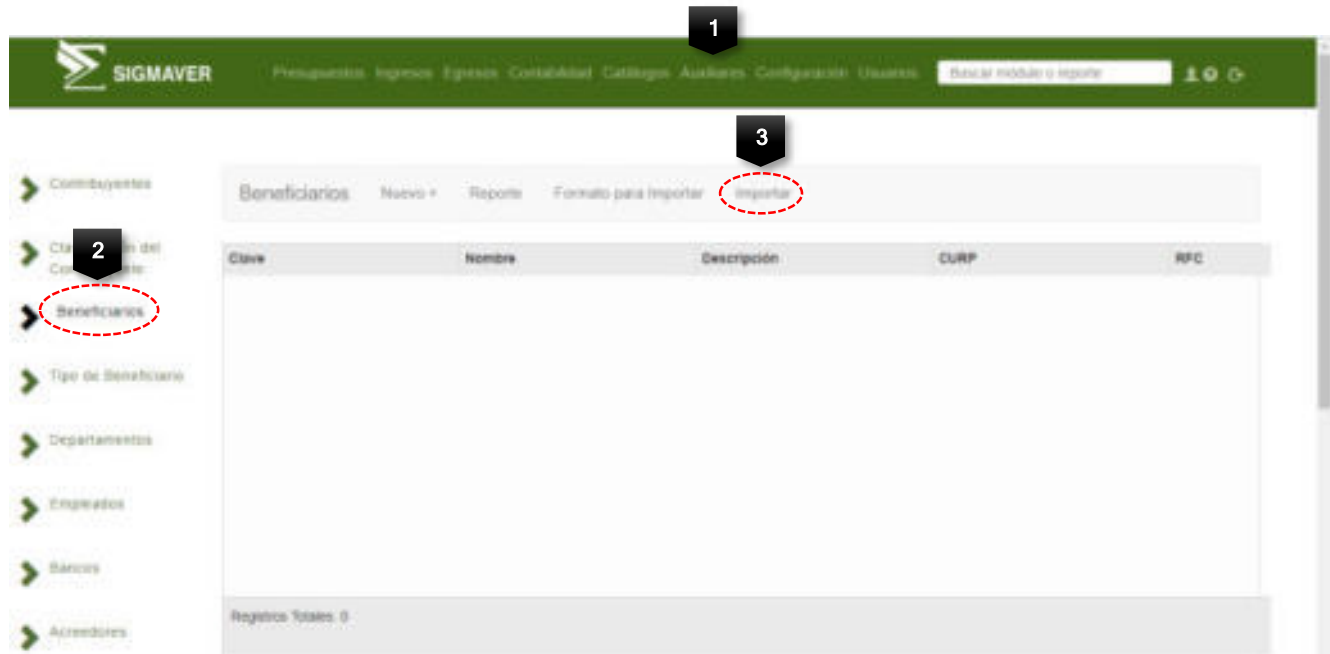 1
SIGMAVER Presupuestos Ingresos Egresos Contabilidad Catálogos Auxiliares Configuración Usuarios Buscar módulo o reporte
3
Contribuyentes
Beneficiarios Nuevo Reporte Formato para Importar Importar
2
del
Clave Nombre Descripción CURP RFC
Beneficiarios
Tipo de Beneficiario
Departamentos
Empleados
Bancos
Registros Totales: 0
Acreedores